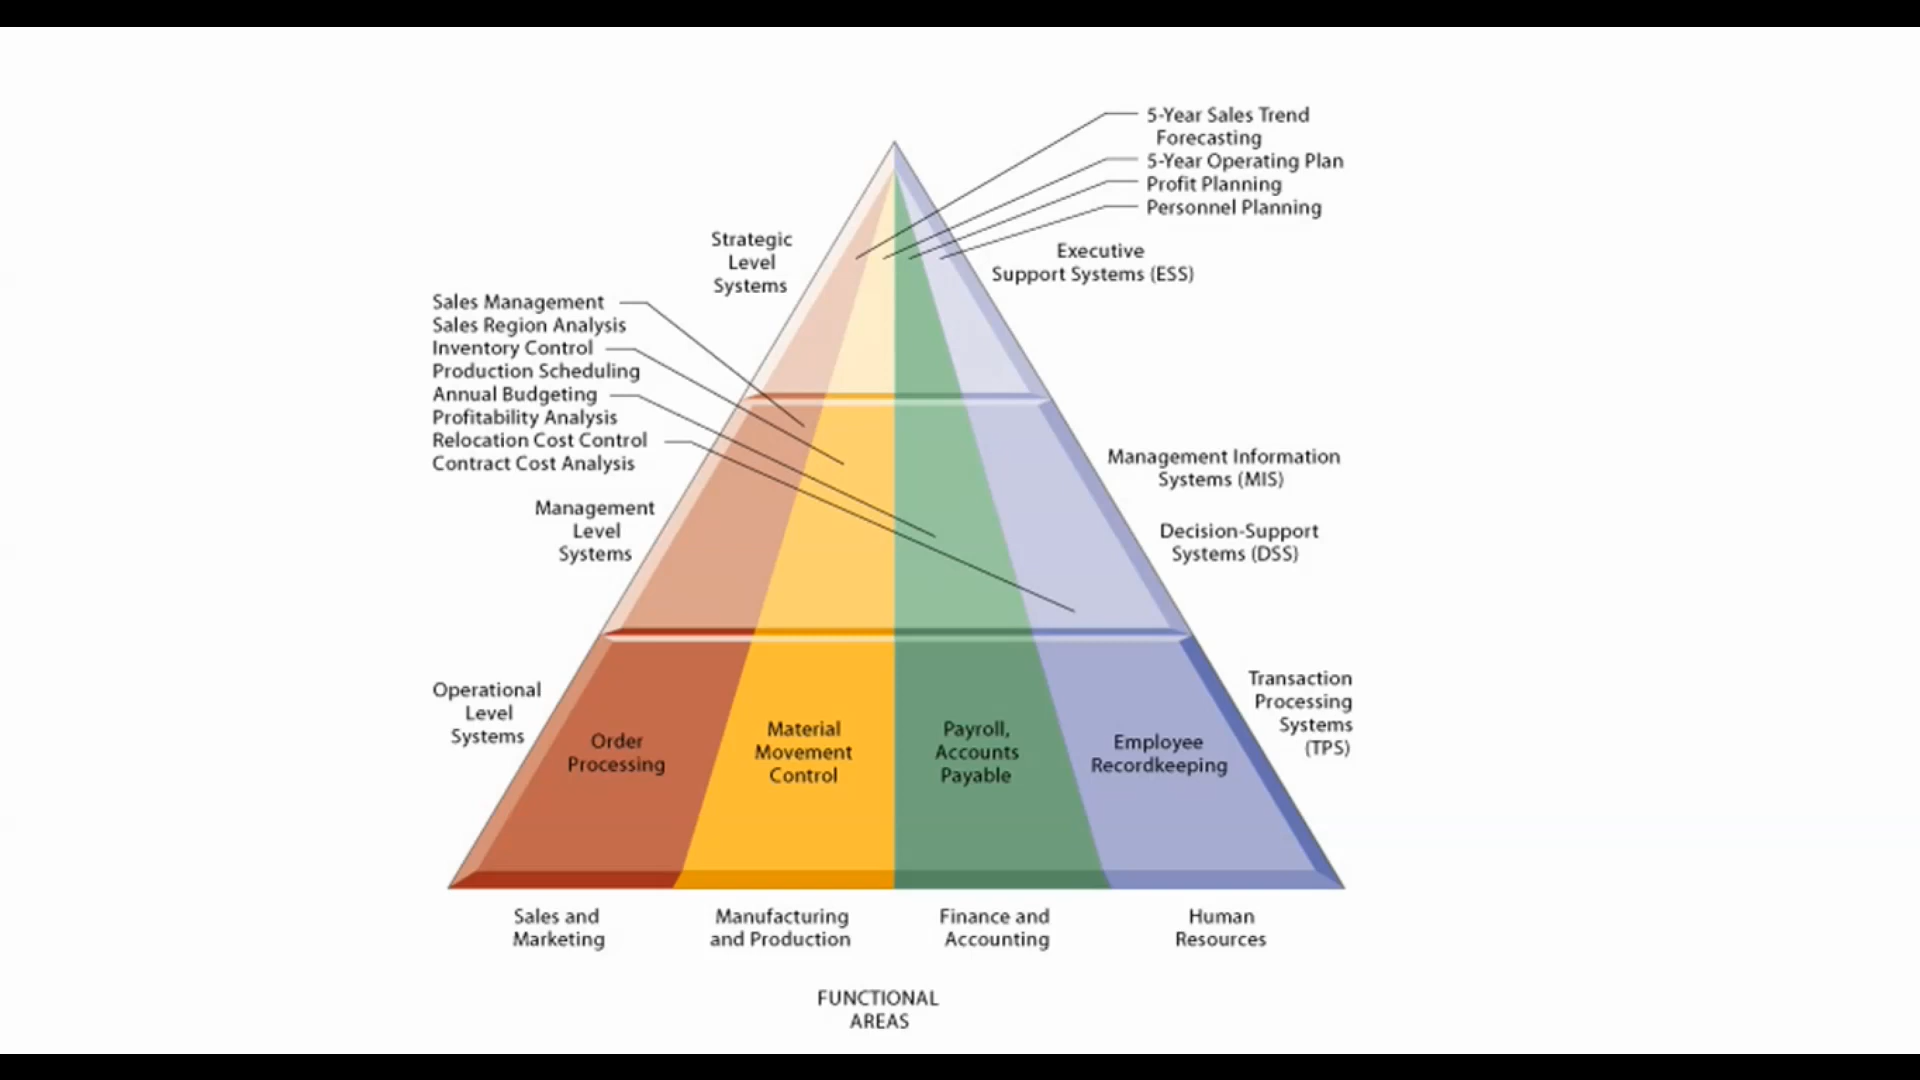 5-Year Sales Trend
Forecasting
5-Year Operating Plan
Profit Planning
Personnel Planning
Strategic
Level
Systems
Executive
Support Systems (ESS)
Sales Management
Sales Region Analysis
Inventory Control
Production Scheduling
Annual Budgeting
Profitability Analysis
Relocation Cost Control
Contract Cost Analysis
Management
Level
Systems
Management Information
Systems (MIS)
Decision-Support
Systems (DSS)
Operational
Level
Systems
Order
Processing
Material
Movement
Control
Payroll,
Accounts
Payable
Employee
Recordkeeping
Transaction
Processing
Systems
(TPS)
Sales and
Marketing
Manufacturing
and Production
Finance and
Accounting
Human
Resources
FUNCTIONAL
AREAS